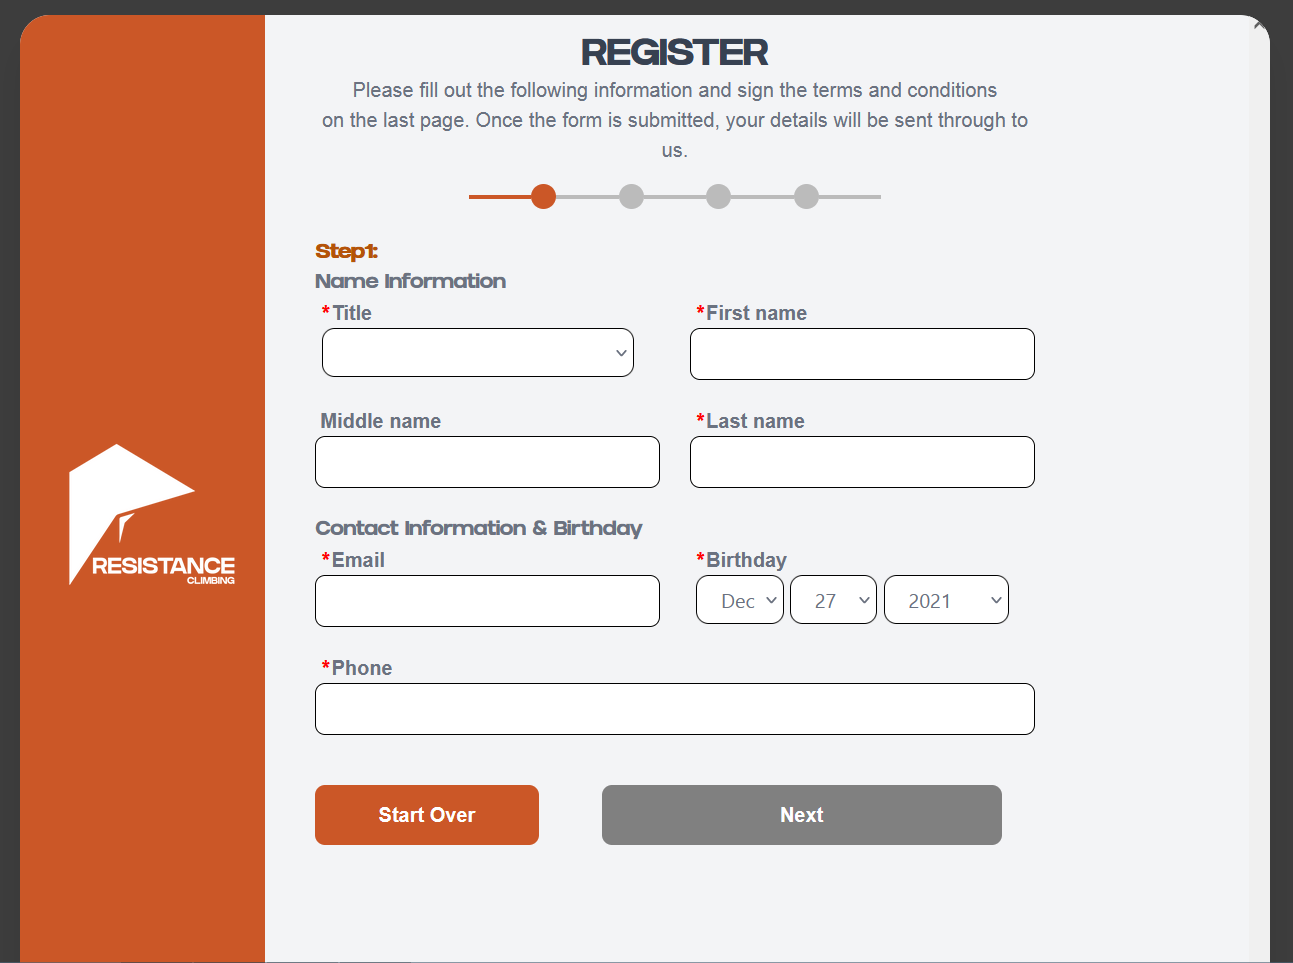 REGISTER
Please fill out the following information and sign the terms and conditions
on the last page. Once the form is submitted, your details will be sent through to
us.
Step1:
Name Information
*Title
*First name
Middle name
*Last name
Contact Information & Birthday
*Email
*Birthday
Dec 27 2021
*Phone
Start Over
Next
RESISTANCE
CLIMBING